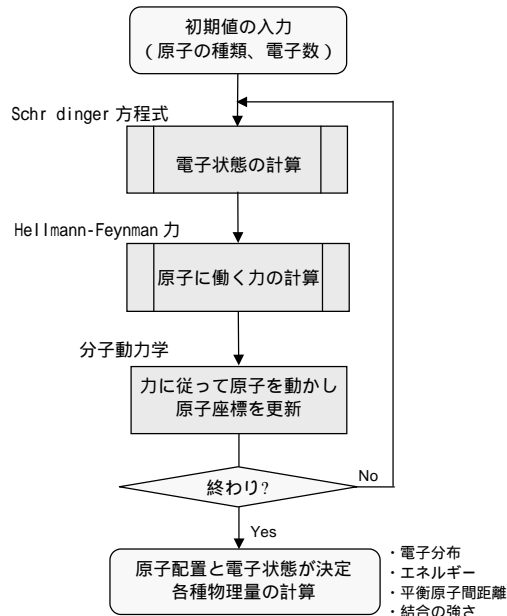 初期値の入力
（原子の種類、電子数）
Schr dinger 方程式
電子状態の計算
Hellmann-Feynman 力
原子に働く力の計算
分子動力学
力に従って原子を動かし
原子座標を更新
終わり?
No
Yes
原子配置と電子状態が決定
各種物理量の計算
・電子分布
・エネルギー
・平衡原子間距離
・結合の強さ